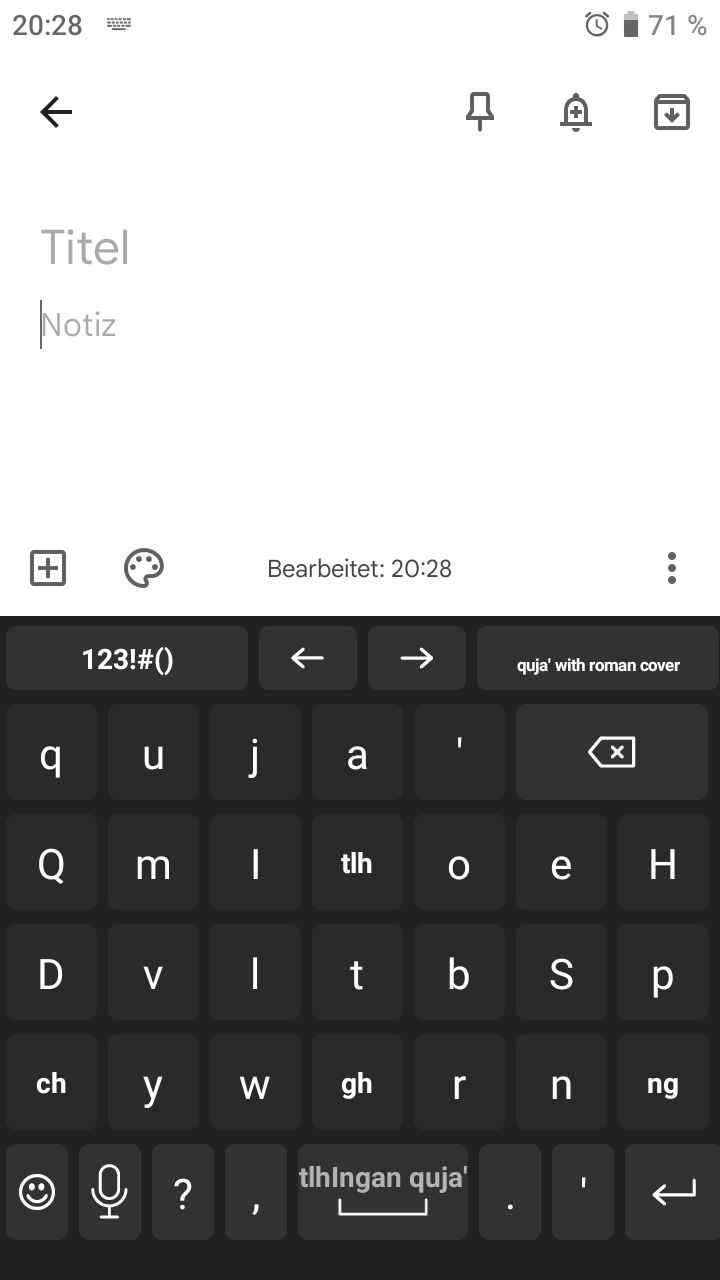 20:28 71 %
Titel
Notiz
Bearbeitet: 20:28
123!#() ← → quja' with roman cover
q u j a '
Q m I tlh o e H
D v l t b S p
ch y w gh r n ng
? , tlhIngan quja' . '